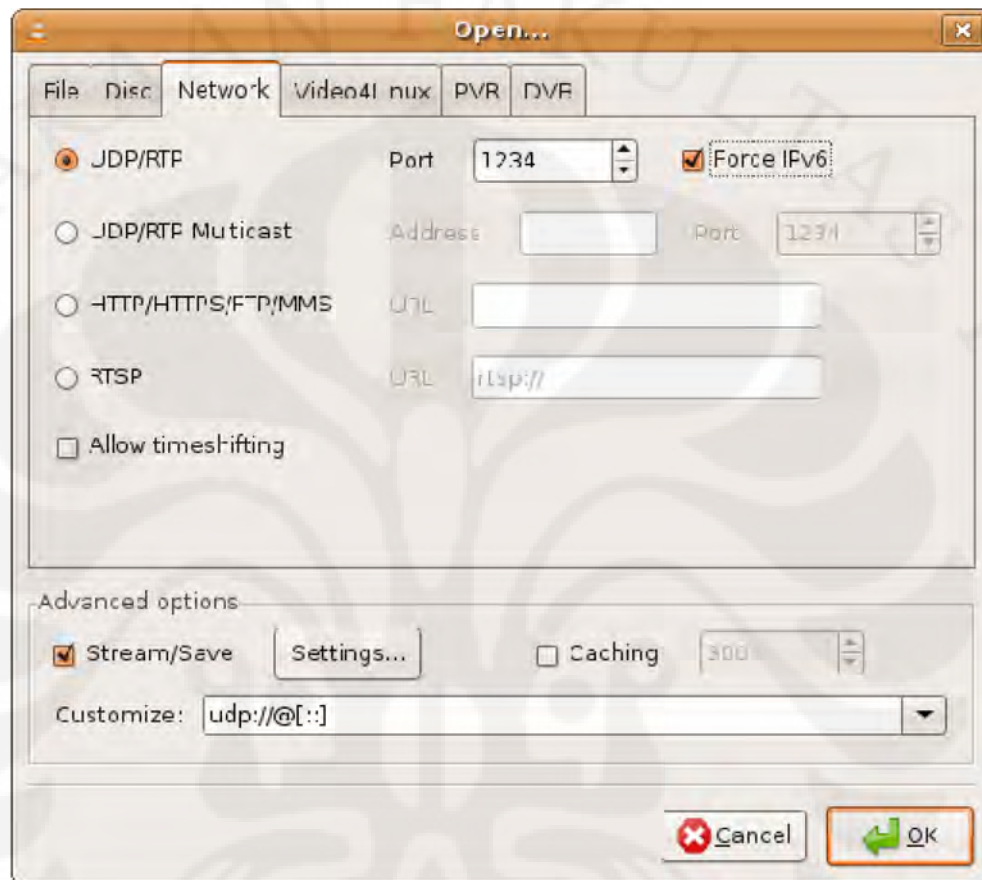 Open...
File Disc Network Video4Linux PVR DVB
UDP/RTP Port 1234 Force IPv6
UDP/RTP Multicast Address Port 1234
HTTP/HTTPS/FTP/MMS URL
RTSP URL rtsp://
Allow timeshifting
Advanced options
Stream/Save Settings... Caching 300
Customize: udp://@[::]
Cancel OK